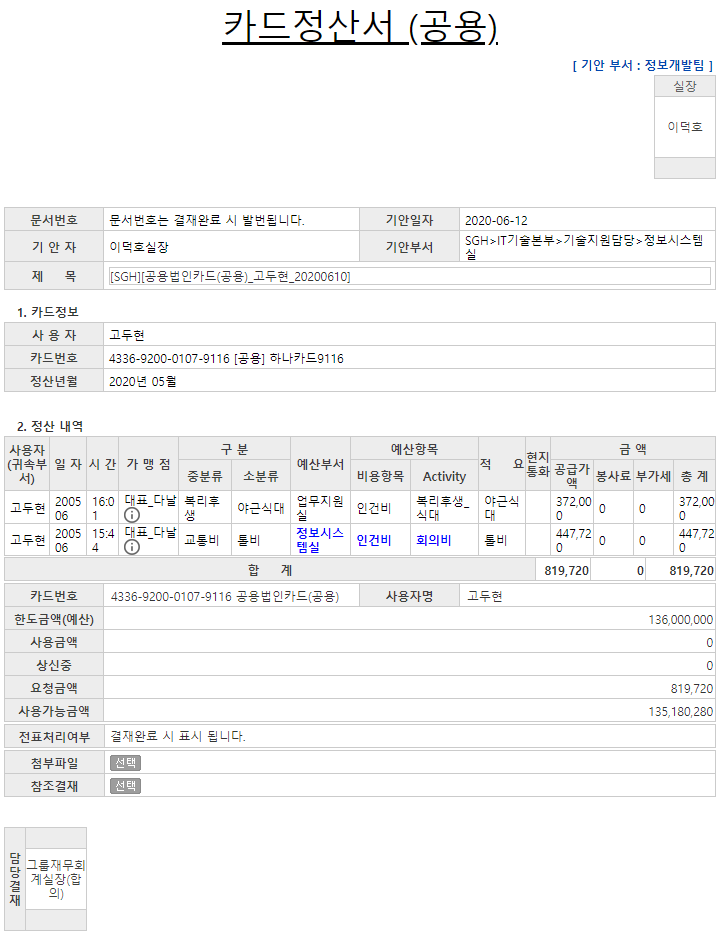 카드정산서 (공용)
[ 기안 부서 : 정보개발팀 ]
실장
이덕호
문서번호 문서번호는 결재완료 시 발번됩니다. 기안일자 2020-06-12
기 안 자 이덕호실장 기안부서 SGH>IT기술본부>기술지원담당>정보시스템
실
제 목 [SGH][공용법인카드(공용)_고두현_20200610]
1. 카드정보
사 용 자 고두현
카드번호 4336-9200-0107-9116 [공용] 하나카드9116
정산년월 2020년 05월
2. 정산 내역
사용자
(귀속부
서)
일 자 시 간 가 맹 점 구 분 예산부서 예산항목 적 요 현지
통화
금 액
중분류 소분류 비용항목 Activity 공급가
액
봉사료 부가세 총 계
고두현 2005
06
16:0
1
대표_다날 복리후
생
야근식대 업무지원
실
인건비 복리후생_
식대
야근식
대
372,00
0
0 0 372,00
0
고두현 2005
06
15:4
4
대표_다날 교통비 톨비 정보시스
템실
인건비 회의비 톨비 447,72
0
0 0 447,72
0
합 계 819,720 0 819,720
카드번호 4336-9200-0107-9116 공용법인카드(공용) 사용자명 고두현
한도금액(예산) 136,000,000
사용금액 0
상신중 0
요청금액 819,720
사용가능금액 135,180,280
전표처리여부 결재완료 시 표시 됩니다.
첨부파일 선택
참조결재 선택
담
당
결
재
그룹재무회
계실장(합
의)